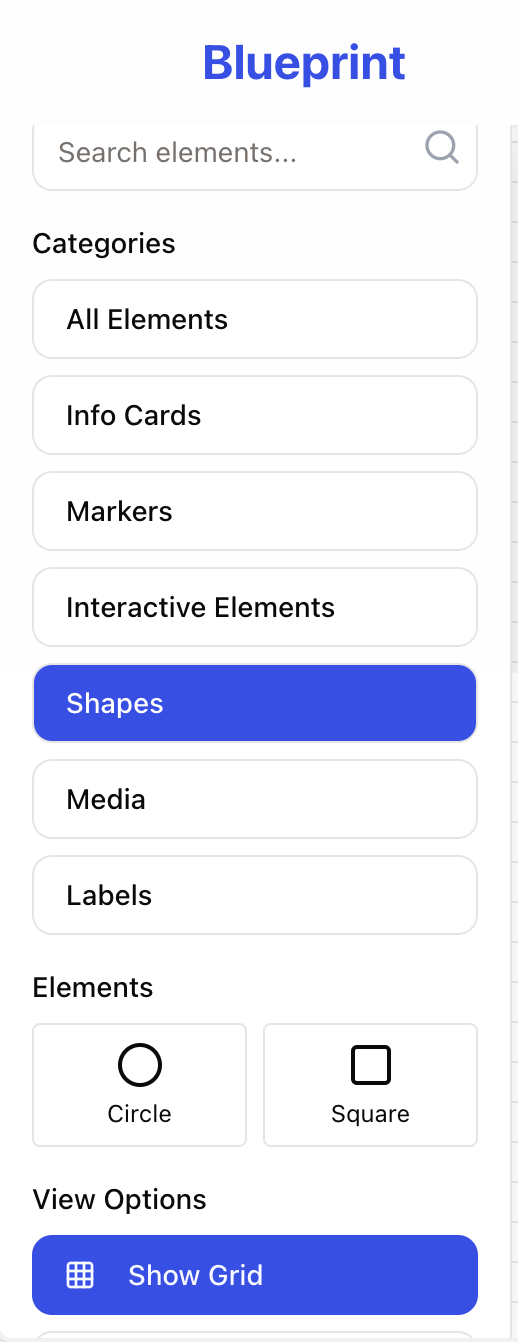 Blueprint
Search elements...
Categories
All Elements
Info Cards
Markers
Interactive Elements
Shapes
Media
Labels
Elements
Circle
Square
View Options
Show Grid